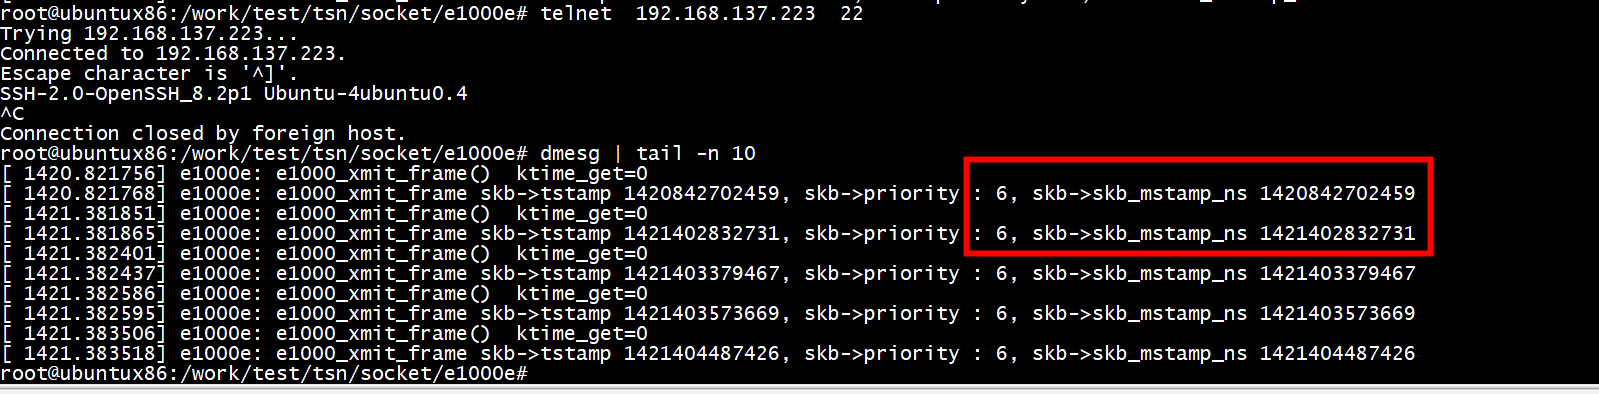 root@ubuntux86:/work/test/tsn/socket/e1000e# telnet  192.168.137.223  22
Trying 192.168.137.223...
Connected to 192.168.137.223.
Escape character is '^]'.
SSH-2.0-OpenSSH_8.2p1 Ubuntu-4ubuntu0.4
^C
Connection closed by foreign host.
root@ubuntux86:/work/test/tsn/socket/e1000e# dmesg | tail -n 10
[ 1420.821756] e1000e: e1000_xmit_frame()  ktime_get=0
[ 1420.821768] e1000e: e1000_xmit_frame skb->tstamp 1420842702459, skb->priority : 6, skb->skb_mstamp_ns 1420842702459
[ 1421.381851] e1000e: e1000_xmit_frame()  ktime_get=0
[ 1421.381865] e1000e: e1000_xmit_frame skb->tstamp 1421402832731, skb->priority : 6, skb->skb_mstamp_ns 1421402832731
[ 1421.382401] e1000e: e1000_xmit_frame()  ktime_get=0
[ 1421.382437] e1000e: e1000_xmit_frame skb->tstamp 1421403379467, skb->priority : 6, skb->skb_mstamp_ns 1421403379467
[ 1421.382586] e1000e: e1000_xmit_frame()  ktime_get=0
[ 1421.382595] e1000e: e1000_xmit_frame skb->tstamp 1421403573669, skb->priority : 6, skb->skb_mstamp_ns 1421403573669
[ 1421.383506] e1000e: e1000_xmit_frame()  ktime_get=0
[ 1421.383518] e1000e: e1000_xmit_frame skb->tstamp 1421404487426, skb->priority : 6, skb->skb_mstamp_ns 1421404487426
root@ubuntux86:/work/test/tsn/socket/e1000e#